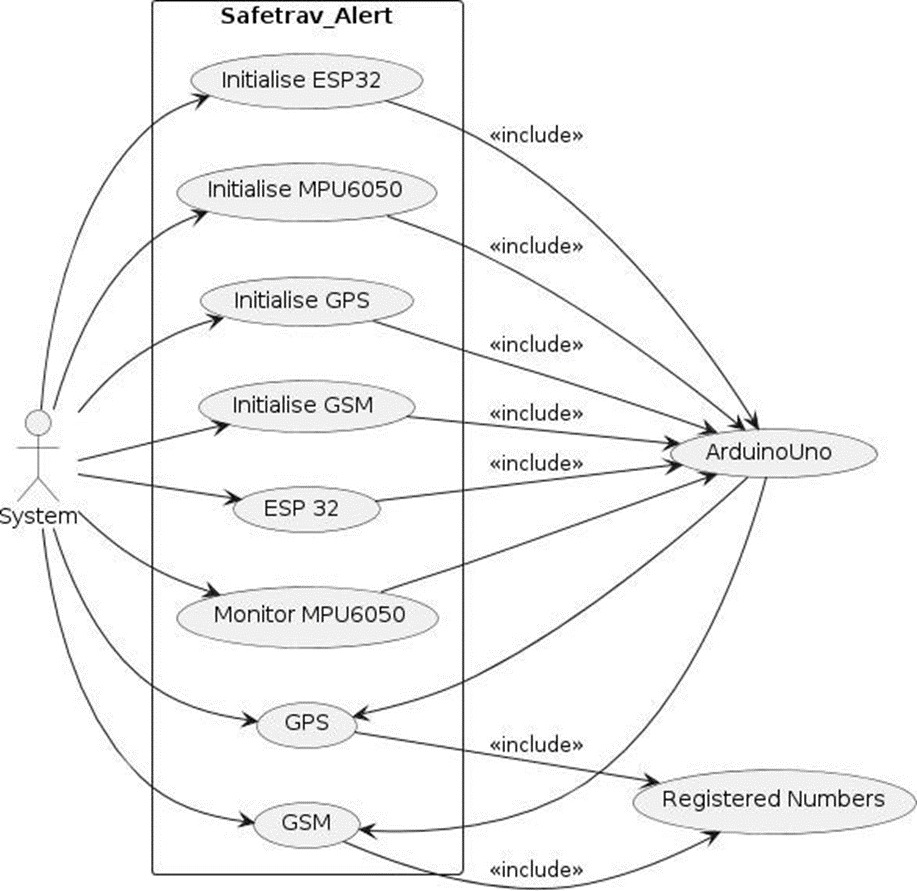 Safetrav_Alert
Initialise ESP32
«include»
Initialise MPU6050
«include»
Initialise GPS
«include»
Initialise GSM
«include»
ArduinoUno
«include»
ESP 32
System
Monitor MPU6050
GPS
«include»
Registered Numbers
GSM
«include»